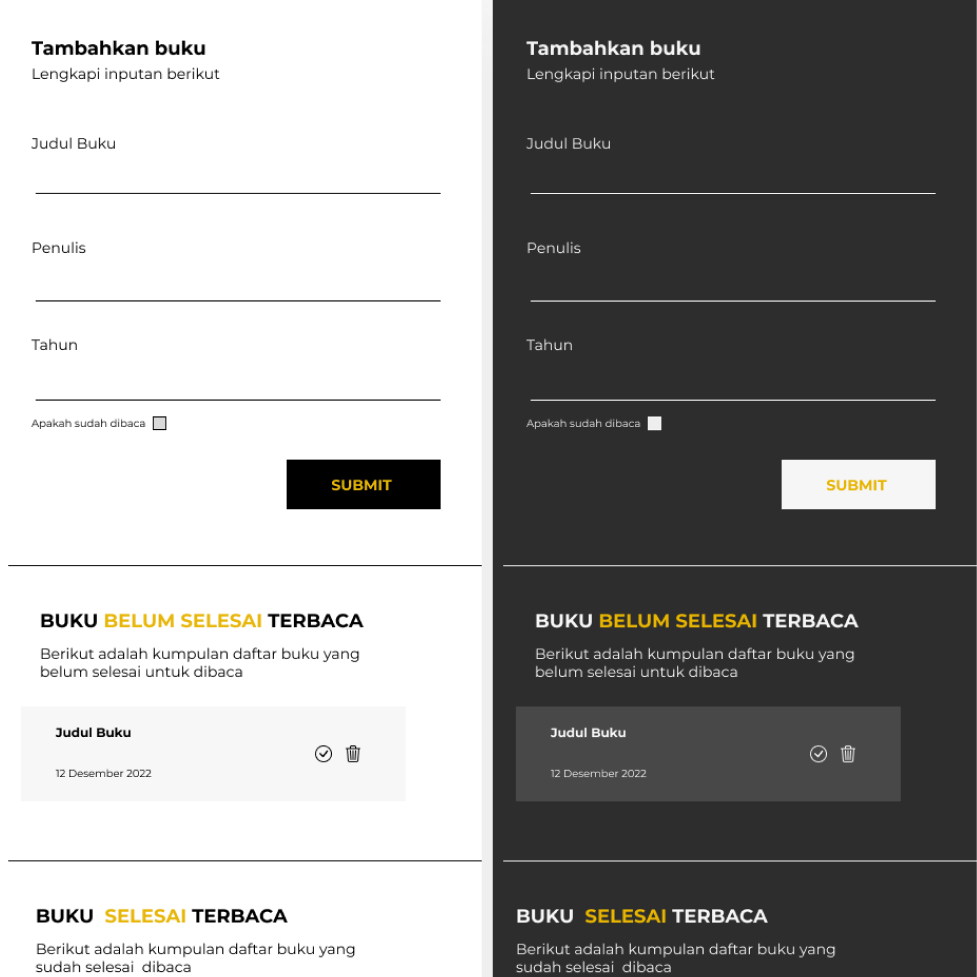 Tambahkan buku
Lengkapi inputan berikut
Judul Buku
Penulis
Tahun
Apakah sudah dibaca
SUBMIT
BUKU BELUM SELESAI TERBACA
Berikut adalah kumpulan daftar buku yang
belum selesai untuk dibaca
Judul Buku
12 Desember 2022
BUKU SELESAI TERBACA
Berikut adalah kumpulan daftar buku yang
sudah selesai dibaca
Tambahkan buku
Lengkapi inputan berikut
Judul Buku
Penulis
Tahun
Apakah sudah dibaca
SUBMIT
BUKU BELUM SELESAI TERBACA
Berikut adalah kumpulan daftar buku yang
belum selesai untuk dibaca
Judul Buku
12 Desember 2022
BUKU SELESAI TERBACA
Berikut adalah kumpulan daftar buku yang
sudah selesai dibaca